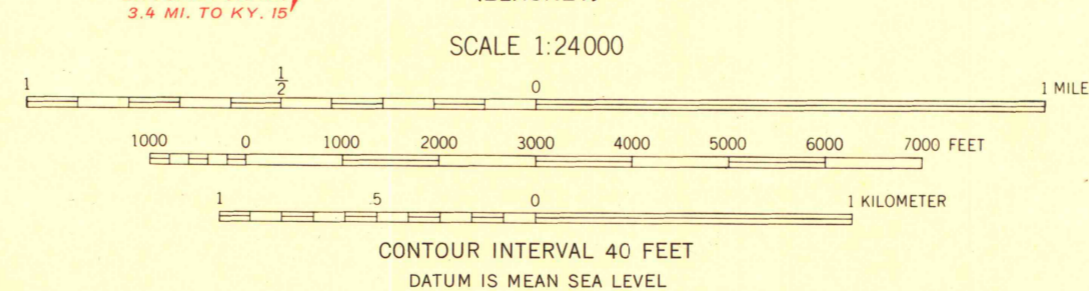 3.4 MI. TO KY. 15
SCALE 1:24000
1 1/2 0 1 MILE
1000 0 1000 2000 3000 4000 5000 6000 7000 FEET
1 .5 0 1 KILOMETER
CONTOUR INTERVAL 40 FEET
DATUM IS MEAN SEA LEVEL